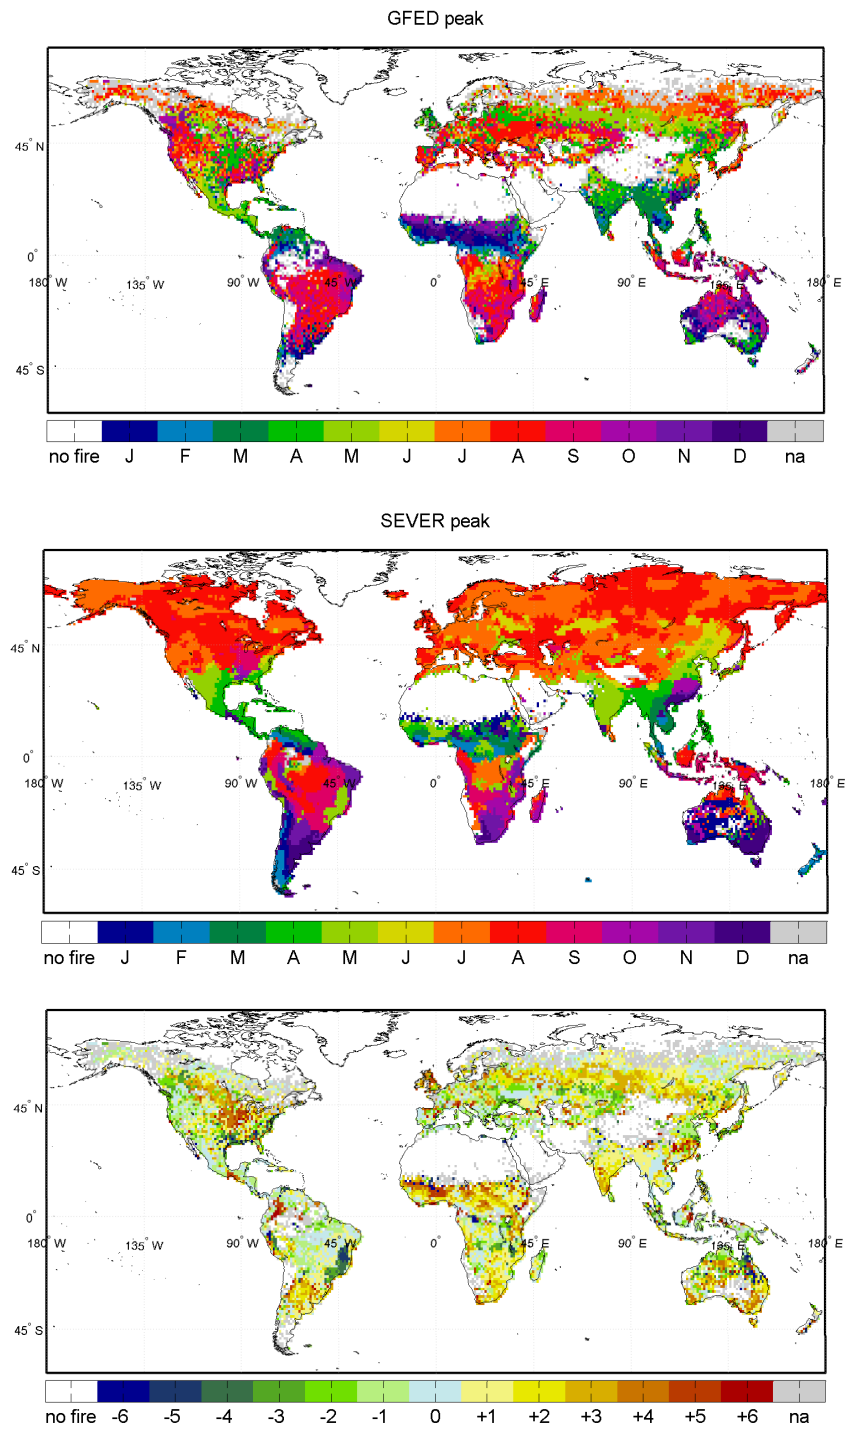 GFED peak
45° N
0°
180° W 135° W 90° W 45° W 0° 45° E 90° E 135° E 180° E
45° S
no fire J F M A M J J A S O N D na
SEVER peak
45° N
0°
180° W 135° W 90° W 45° W 0° 45° E 90° E 135° E 180° E
45° S
no fire J F M A M J J A S O N D na
45° N
0°
180° W 135° W 90° W 45° W 0° 45° E 90° E 135° E 180° E
45° S
no fire -6 -5 -4 -3 -2 -1 0 +1 +2 +3 +4 +5 +6 na